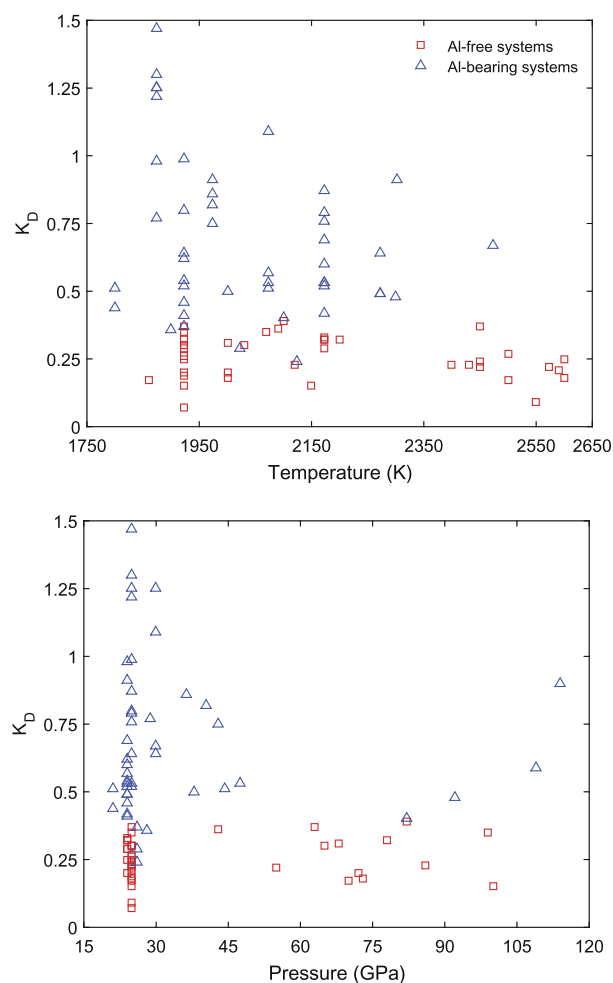 1.5
1.25
1
0.75
0.5
0.25
0
K_D
1750 1950 2150 2350 2550 2650
Temperature (K)
Al-free systems
Al-bearing systems
1.5
1.25
1
0.75
0.5
0.25
0
K_D
15 30 45 60 75 90 105 120
Pressure (GPa)